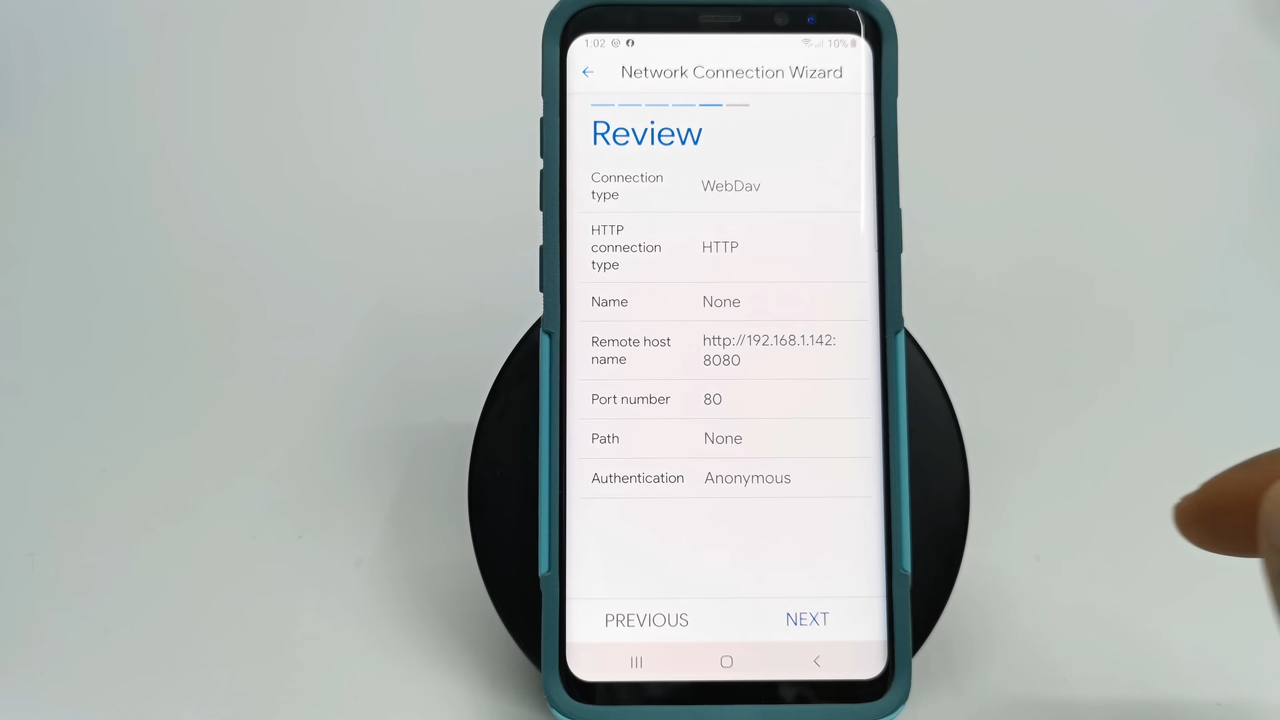 1:02 10%
Network Connection Wizard
Review
Connection
type
WebDav
HTTP
connection
type
HTTP
Name None
Remote host
name
http://192.168.1.142:
8080
Port number 80
Path None
Authentication Anonymous
PREVIOUS NEXT